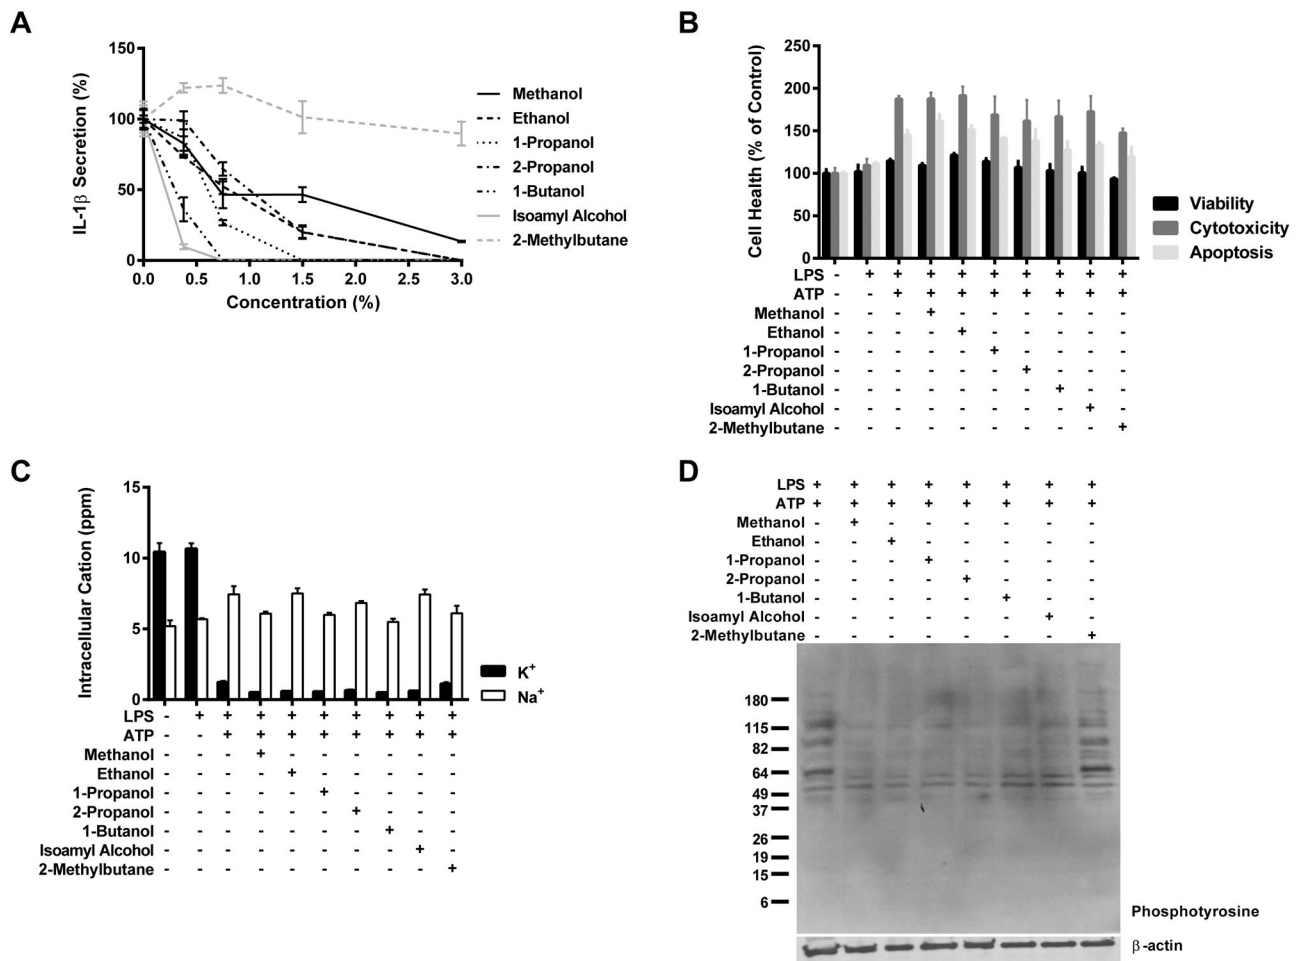 A
IL-1β Secretion (%)
150
100
50
0
0.0 0.5 1.0 1.5 2.0 2.5 3.0
Concentration (%)
Methanol
Ethanol
1-Propanol
2-Propanol
1-Butanol
Isoamyl Alcohol
2-Methylbutane
B
Cell Health (% of Control)
250
200
150
100
50
0
Viability
Cytotoxicity
Apoptosis
LPS - + + + + + + + + +
ATP - - + + + + + + + +
Methanol - - - + - - - - - -
Ethanol - - - - + - - - - -
1-Propanol - - - - - + - - - -
2-Propanol - - - - - - + - - -
1-Butanol - - - - - - - + - -
Isoamyl Alcohol - - - - - - - - + -
2-Methylbutane - - - - - - - - - +
C
Intracellular Cation (ppm)
15
10
5
0
K+
Na+
LPS - + + + + + + + + +
ATP - - + + + + + + + +
Methanol - - - + - - - - - -
Ethanol - - - - + - - - - -
1-Propanol - - - - - + - - - -
2-Propanol - - - - - - + - - -
1-Butanol - - - - - - - + - -
Isoamyl Alcohol - - - - - - - - + -
2-Methylbutane - - - - - - - - - +
D
LPS + + + + + + + +
ATP + + + + + + + +
Methanol - + - - - - - -
Ethanol - - + - - - - -
1-Propanol - - - + - - - -
2-Propanol - - - - + - - -
1-Butanol - - - - - + - -
Isoamyl Alcohol - - - - - - + -
2-Methylbutane - - - - - - - +
180
115
82
64
49
37
26
19
15
6
Phosphotyrosine
β-actin